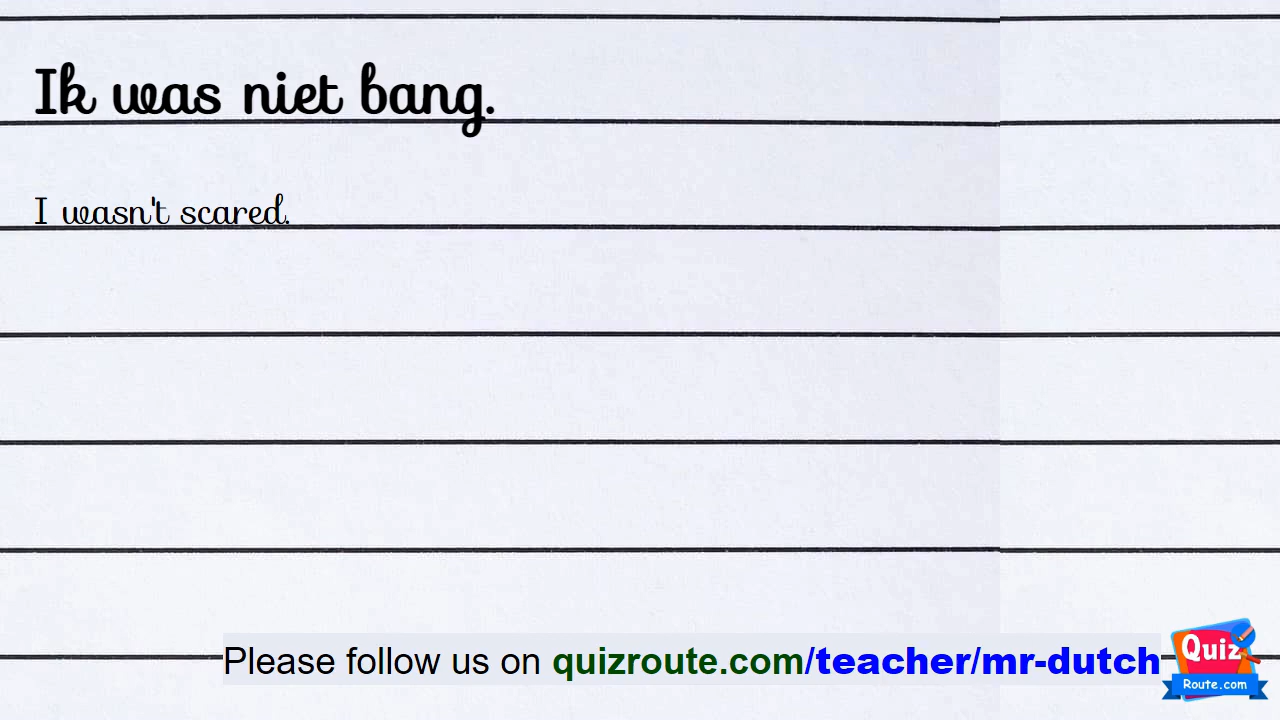 Ik was niet bang.
I wasn't scared.
Please follow us on quizroute.com/teacher/mr-dutch
Quiz
Route.com